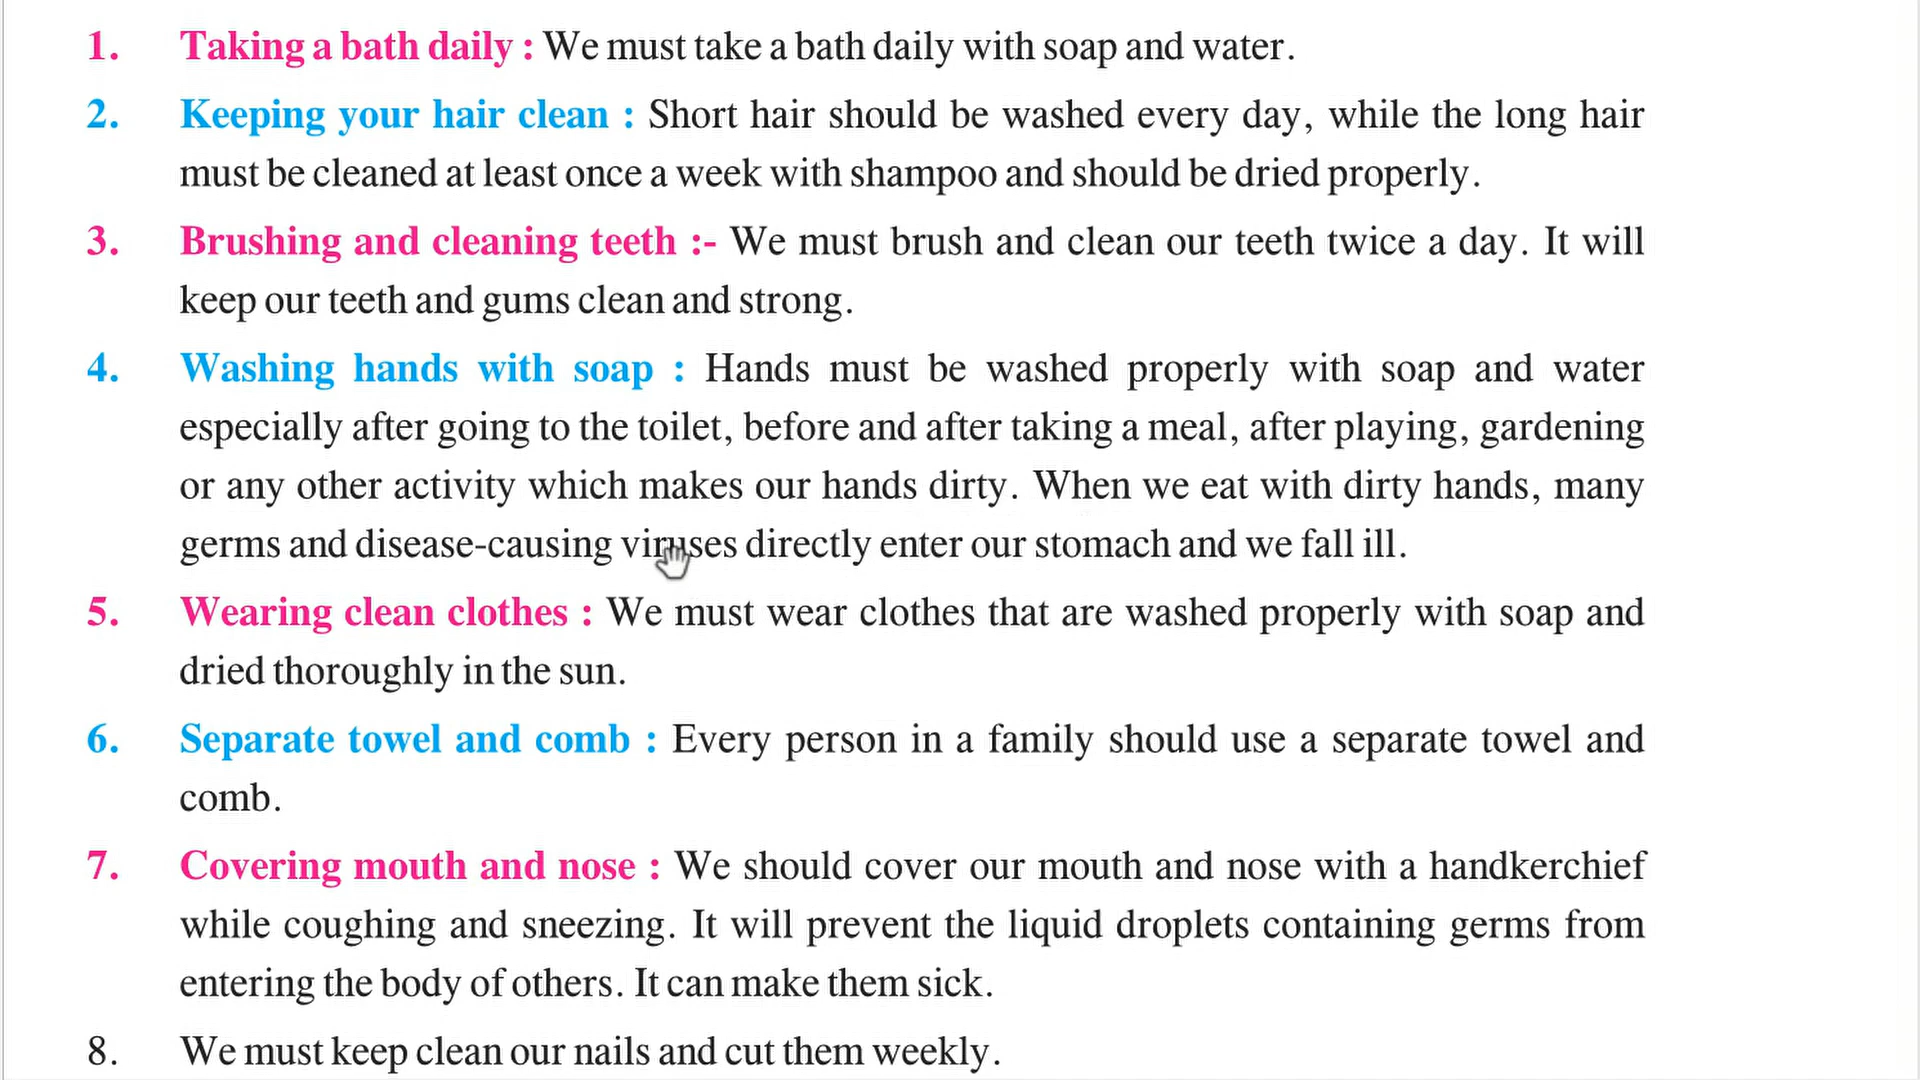 1. Taking a bath daily : We must take a bath daily with soap and water.
2. Keeping your hair clean : Short hair should be washed every day, while the long hair
must be cleaned at least once a week with shampoo and should be dried properly.
3. Brushing and cleaning teeth :- We must brush and clean our teeth twice a day. It will
keep our teeth and gums clean and strong.
4. Washing hands with soap : Hands must be washed properly with soap and water
especially after going to the toilet, before and after taking a meal, after playing, gardening
or any other activity which makes our hands dirty. When we eat with dirty hands, many
germs and disease-causing viruses directly enter our stomach and we fall ill.
5. Wearing clean clothes : We must wear clothes that are washed properly with soap and
dried thoroughly in the sun.
6. Separate towel and comb : Every person in a family should use a separate towel and
comb.
7. Covering mouth and nose : We should cover our mouth and nose with a handkerchief
while coughing and sneezing. It will prevent the liquid droplets containing germs from
entering the body of others. It can make them sick.
8. We must keep clean our nails and cut them weekly.